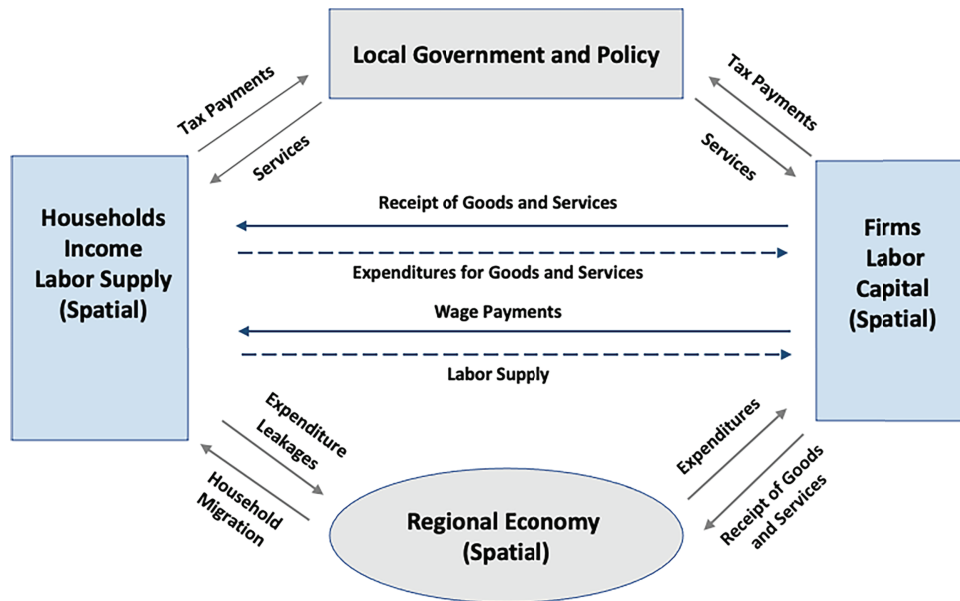 Local Government and Policy
Tax Payments
Services
Tax Payments
Services
Households
Income
Labor Supply
(Spatial)
Receipt of Goods and Services
Expenditures for Goods and Services
Wage Payments
Labor Supply
Firms
Labor
Capital
(Spatial)
Expenditure
Leakages
Household
Migration
Regional Economy
(Spatial)
Expenditures
Receipt of Goods
and Services